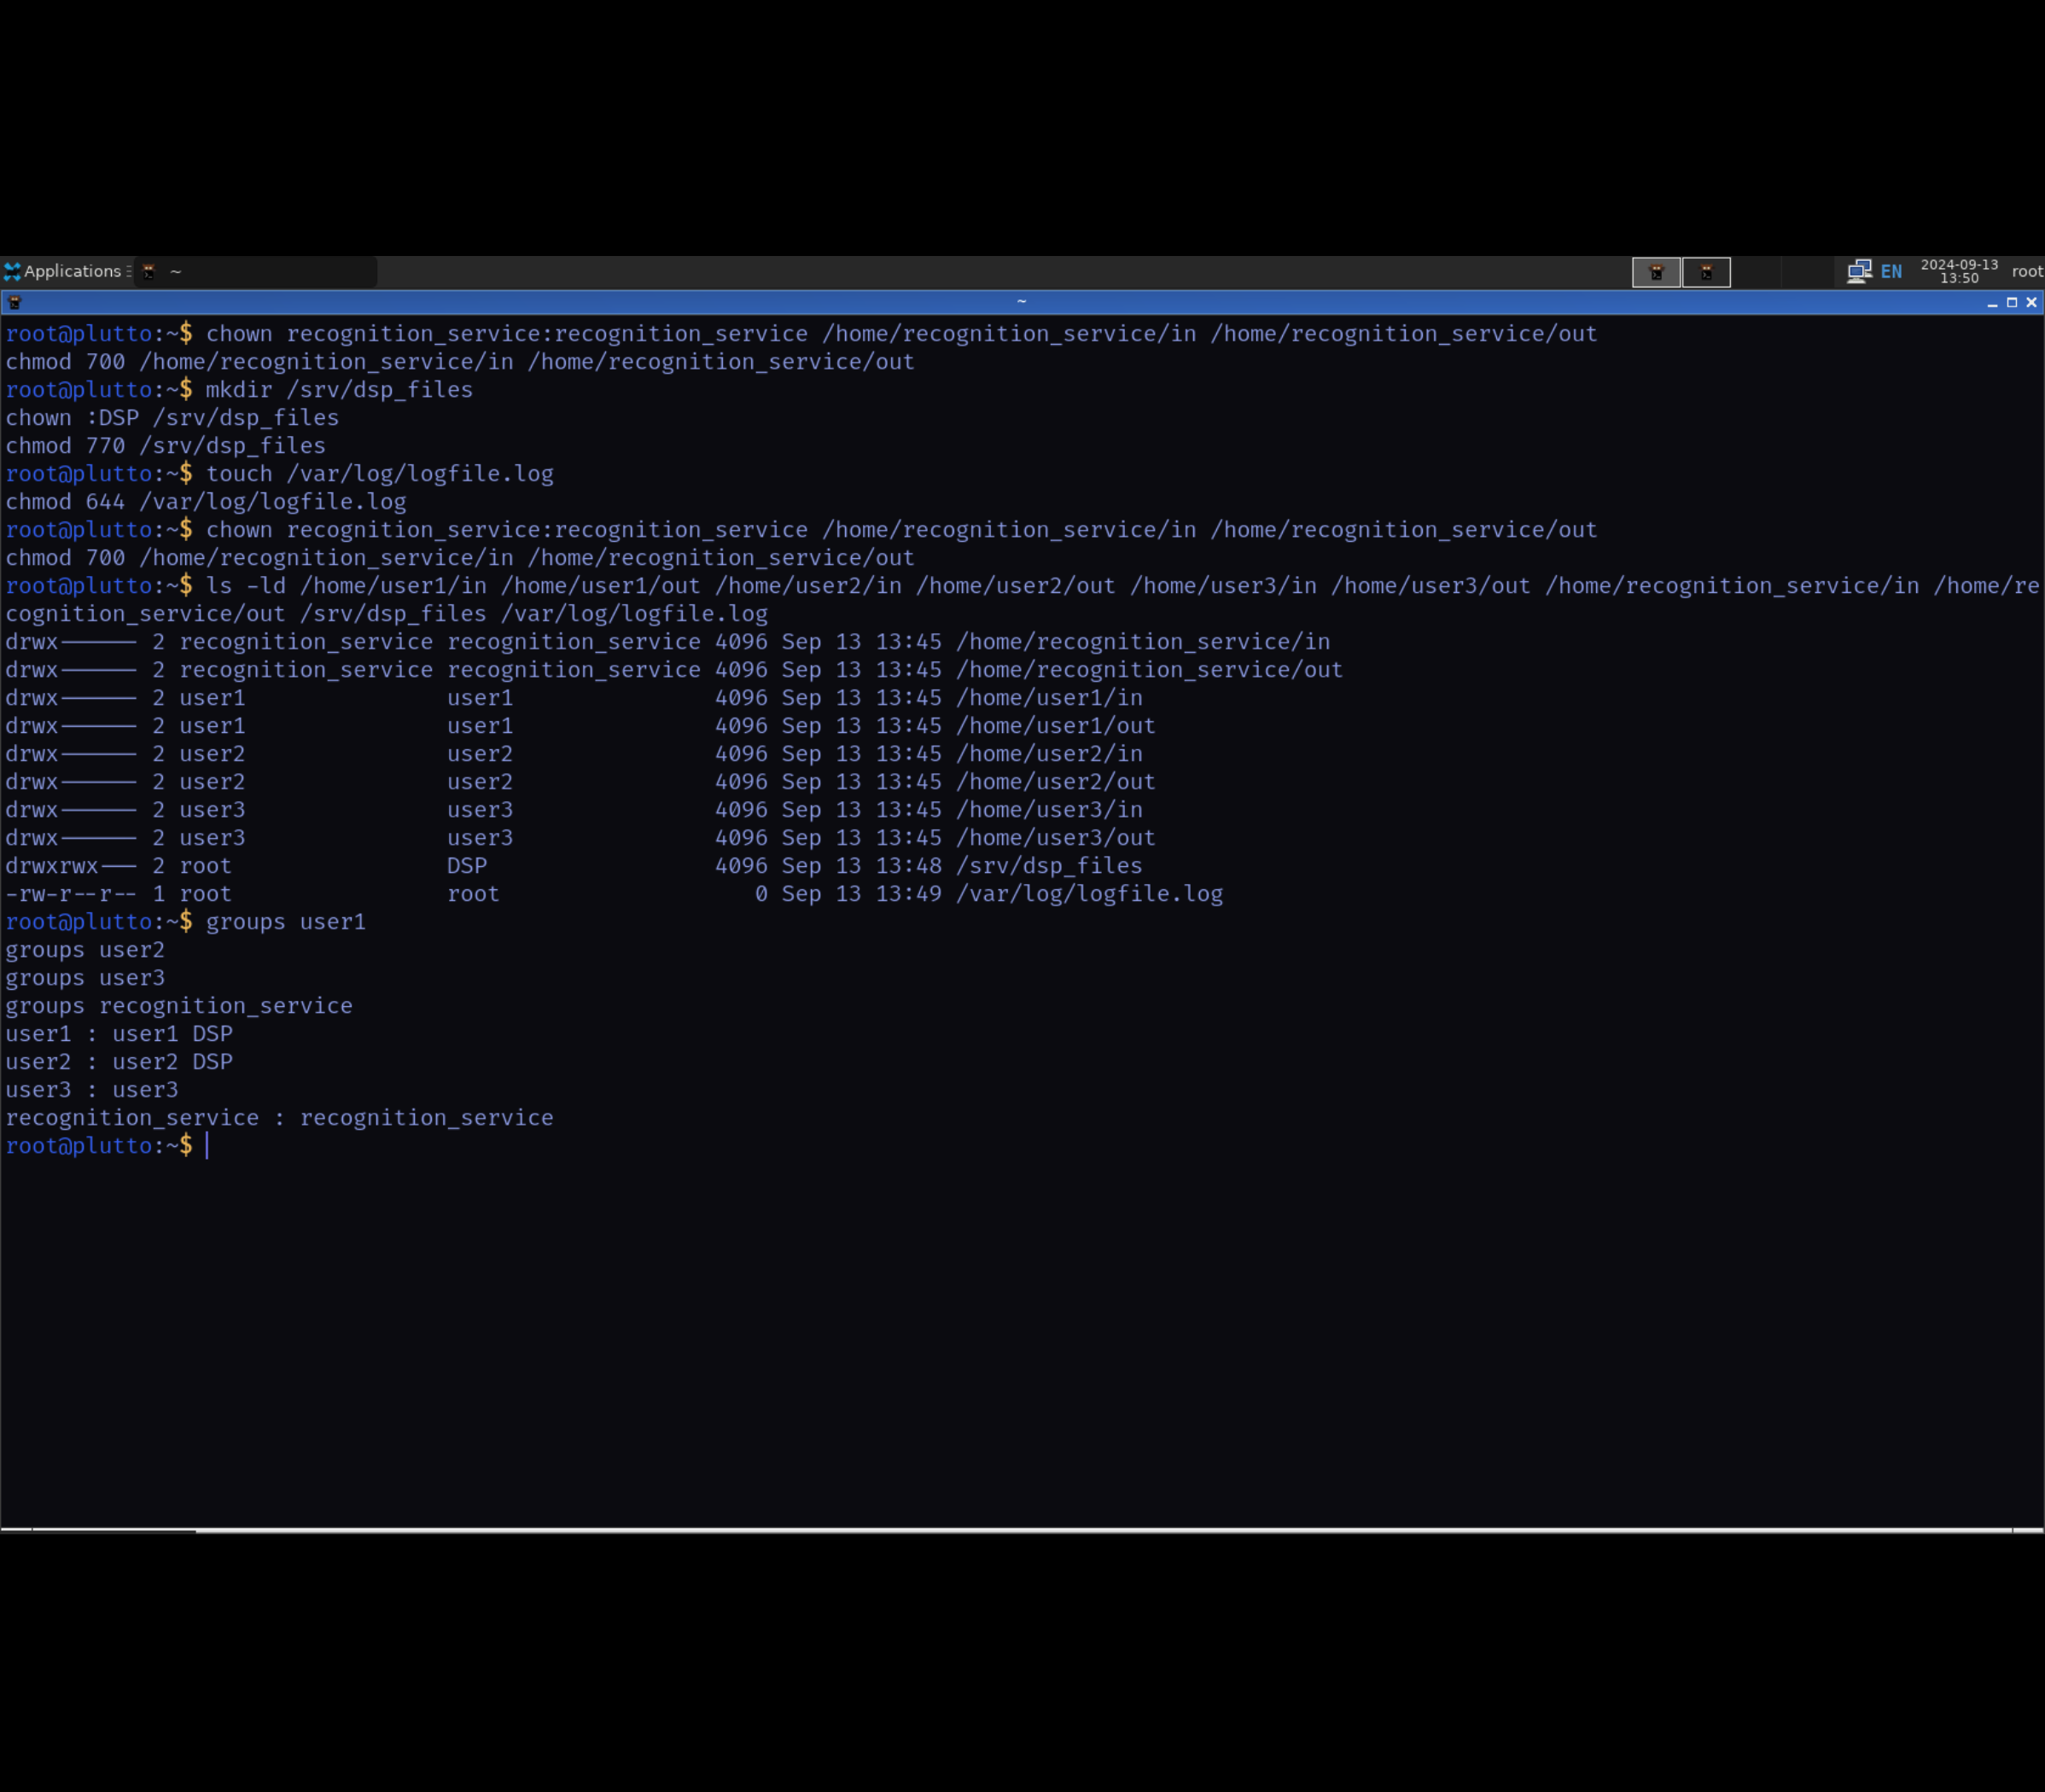 Applications ~ EN 2024-09-13 root
13:50
~
root@plutto:~$ chown recognition_service:recognition_service /home/recognition_service/in /home/recognition_service/out
chmod 700 /home/recognition_service/in /home/recognition_service/out
root@plutto:~$ mkdir /srv/dsp_files
chown :DSP /srv/dsp_files
chmod 770 /srv/dsp_files
root@plutto:~$ touch /var/log/logfile.log
chmod 644 /var/log/logfile.log
root@plutto:~$ chown recognition_service:recognition_service /home/recognition_service/in /home/recognition_service/out
chmod 700 /home/recognition_service/in /home/recognition_service/out
root@plutto:~$ ls -ld /home/user1/in /home/user1/out /home/user2/in /home/user2/out /home/user3/in /home/user3/out /home/recognition_service/in /home/re
cognition_service/out /srv/dsp_files /var/log/logfile.log
drwx------ 2 recognition_service recognition_service 4096 Sep 13 13:45 /home/recognition_service/in
drwx------ 2 recognition_service recognition_service 4096 Sep 13 13:45 /home/recognition_service/out
drwx------ 2 user1 user1 4096 Sep 13 13:45 /home/user1/in
drwx------ 2 user1 user1 4096 Sep 13 13:45 /home/user1/out
drwx------ 2 user2 user2 4096 Sep 13 13:45 /home/user2/in
drwx------ 2 user2 user2 4096 Sep 13 13:45 /home/user2/out
drwx------ 2 user3 user3 4096 Sep 13 13:45 /home/user3/in
drwx------ 2 user3 user3 4096 Sep 13 13:45 /home/user3/out
drwxrwx--- 2 root DSP 4096 Sep 13 13:48 /srv/dsp_files
-rw-r--r-- 1 root root 0 Sep 13 13:49 /var/log/logfile.log
root@plutto:~$ groups user1
groups user2
groups user3
groups recognition_service
user1 : user1 DSP
user2 : user2 DSP
user3 : user3
recognition_service : recognition_service
root@plutto:~$